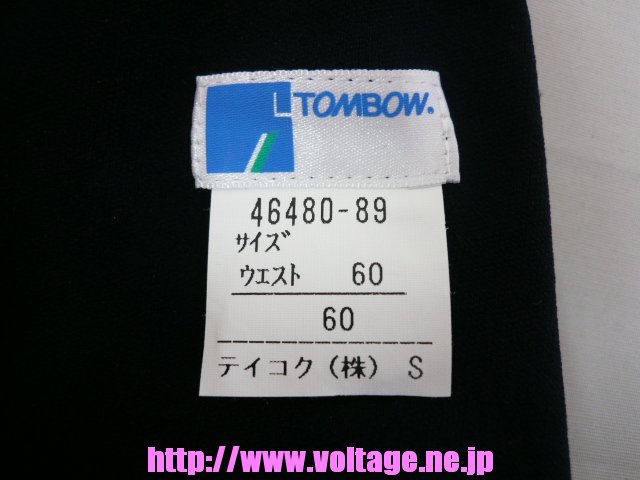 TOMBOW.
46480-89
サイズ
ウエスト 60
60
テイコク(株) S
http://www.voltage.ne.jp